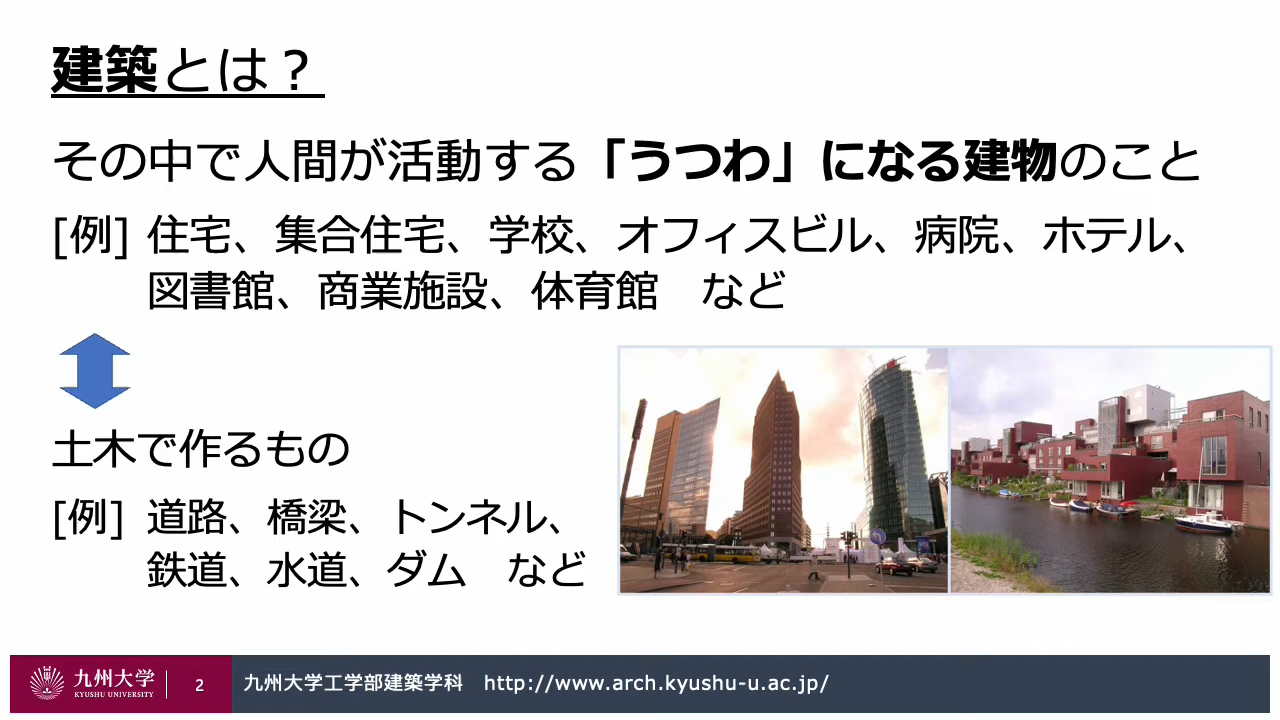 建築とは？
その中で人間が活動する「うつわ」になる建物のこと
[例] 住宅、集合住宅、学校、オフィスビル、病院、ホテル、
図書館、商業施設、体育館　など
土木で作るもの
[例] 道路、橋梁、トンネル、
鉄道、水道、ダム　など
九州大学
KYUSHU UNIVERSITY
2
九州大学工学部建築学科　http://www.arch.kyushu-u.ac.jp/